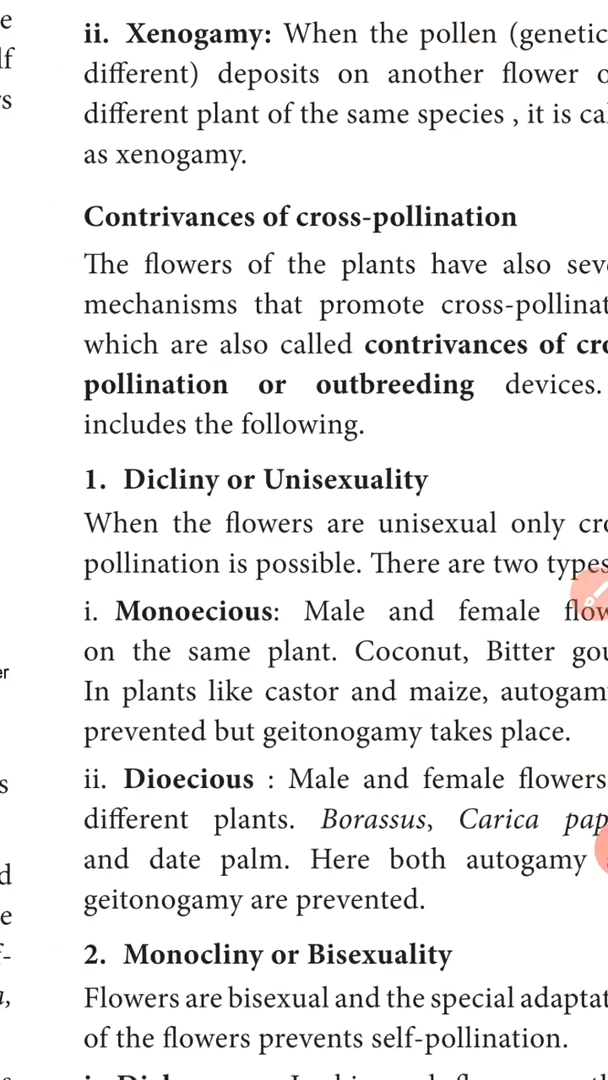 ii. Xenogamy: When the pollen (genetic
different) deposits on another flower
different plant of the same species , it is
as xenogamy.
Contrivances of cross-pollination
The flowers of the plants have also
mechanisms that promote
which are also called contrivances of
pollination or outbreeding devices.
includes the following.
1. Dicliny or Unisexuality
When the flowers are unisexual only
pollination is possible. There are two types
i. Monoecious: Male and female
on the same plant. Coconut, Bitter
In plants like castor and maize,
prevented but geitonogamy takes place.
ii. Dioecious : Male and female flowers
different plants. Borassus, Carica
and date palm. Here both autogamy
geitonogamy are prevented.
2. Monocliny or Bisexuality
Flowers are bisexual and the special
of the flowers prevents self-pollination.